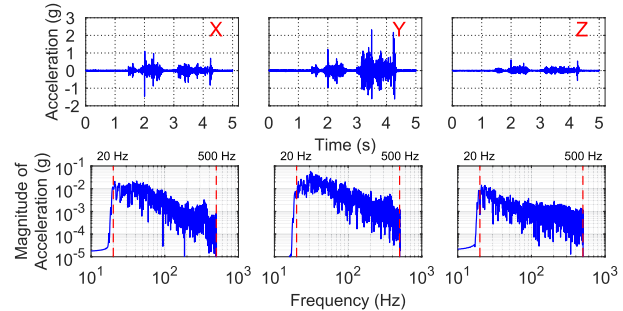 Acceleration (g)
3
2
1
0
-1
-2
X
Y
Z
0 1 2 3 4 5
0 1 2 3 4 5
0 1 2 3 4 5
Time (s)
20 Hz 500 Hz
20 Hz 500 Hz
20 Hz 500 Hz
Magnitude of
Acceleration (g)
10^-1
10^-2
10^-3
10^-4
10^-5
10^1 10^2 10^3
10^1 10^2 10^3
10^1 10^2 10^3
Frequency (Hz)